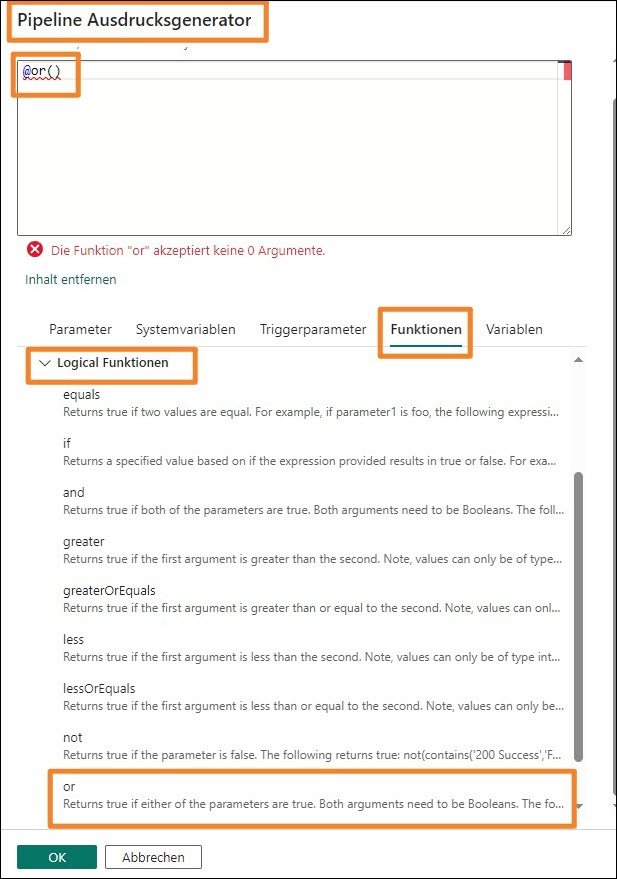 Pipeline Ausdrucksgenerator
@or()
Die Funktion "or" akzeptiert keine 0 Argumente.
Inhalt entfernen
Parameter Systemvariablen Triggerparameter Funktionen Variablen
Logical Funktionen
equals
Returns true if two values are equal. For example, if parameter1 is foo, the following expressi...
if
Returns a specified value based on if the expression provided results in true or false. For exa...
and
Returns true if both of the parameters are true. Both arguments need to be Booleans. The foll...
greater
Returns true if the first argument is greater than the second. Note, values can only be of type...
greaterOrEquals
Returns true if the first argument is greater than or equal to the second. Note, values can onl...
less
Returns true if the first argument is less than the second. Note, values can only be of type int...
lessOrEquals
Returns true if the first argument is less than or equal to the second. Note, values can only be...
not
Returns true if the parameter is false. The following returns true: not(contains('200 Success','F...
or
Returns true if either of the parameters are true. Both arguments need to be Booleans. The fo...
OK Abbrechen